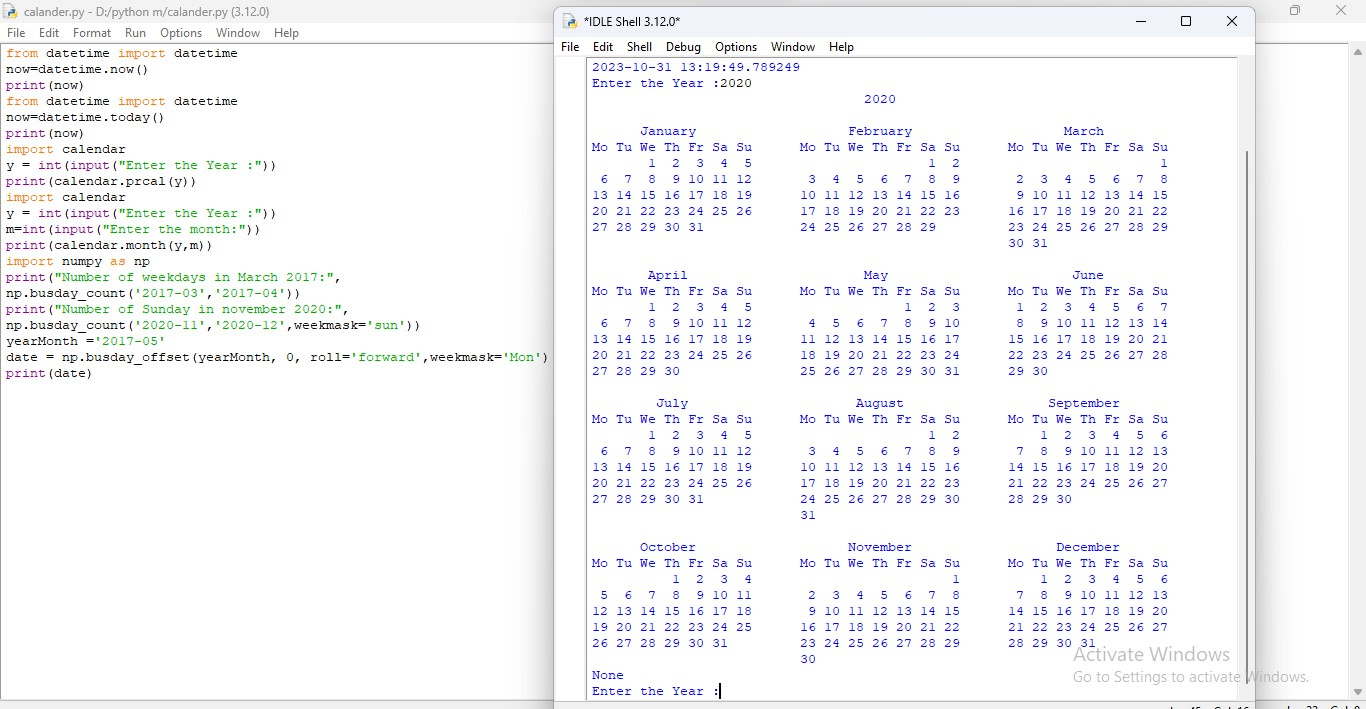 calander.py - D:/python m/calander.py (3.12.0)
File Edit Format Run Options Window Help
from datetime import datetime
now=datetime.now()
print(now)
from datetime import datetime
now=datetime.today()
print(now)
import calendar
y = int(input("Enter the Year :"))
print(calendar.prcal(y))
import calendar
y = int(input("Enter the Year :"))
m=int(input("Enter the month:"))
print(calendar.month(y,m))
import numpy as np
print("Number of weekdays in March 2017:",
np.busday_count('2017-03','2017-04'))
print("Number of Sunday in november 2020:",
np.busday_count('2020-11','2020-12',weekmask='sun'))
yearMonth ='2017-05'
date = np.busday_offset(yearMonth, 0, roll='forward',weekmask='Mon')
print(date)
*IDLE Shell 3.12.0*
File Edit Shell Debug Options Window Help
2023-10-31 13:19:49.789249
Enter the Year :2020
2020
January February March
Mo Tu We Th Fr Sa Su Mo Tu We Th Fr Sa Su Mo Tu We Th Fr Sa Su
1 2 3 4 5 1 2 1
6 7 8 9 10 11 12 3 4 5 6 7 8 9 2 3 4 5 6 7 8
13 14 15 16 17 18 19 10 11 12 13 14 15 16 9 10 11 12 13 14 15
20 21 22 23 24 25 26 17 18 19 20 21 22 23 16 17 18 19 20 21 22
27 28 29 30 31 24 25 26 27 28 29 23 24 25 26 27 28 29
30 31
April May June
Mo Tu We Th Fr Sa Su Mo Tu We Th Fr Sa Su Mo Tu We Th Fr Sa Su
1 2 3 4 5 1 2 3 1 2 3 4 5 6 7
6 7 8 9 10 11 12 4 5 6 7 8 9 10 8 9 10 11 12 13 14
13 14 15 16 17 18 19 11 12 13 14 15 16 17 15 16 17 18 19 20 21
20 21 22 23 24 25 26 18 19 20 21 22 23 24 22 23 24 25 26 27 28
27 28 29 30 25 26 27 28 29 30 31 29 30
July August September
Mo Tu We Th Fr Sa Su Mo Tu We Th Fr Sa Su Mo Tu We Th Fr Sa Su
1 2 3 4 5 1 2 1 2 3 4 5 6
6 7 8 9 10 11 12 3 4 5 6 7 8 9 7 8 9 10 11 12 13
13 14 15 16 17 18 19 10 11 12 13 14 15 16 14 15 16 17 18 19 20
20 21 22 23 24 25 26 17 18 19 20 21 22 23 21 22 23 24 25 26 27
27 28 29 30 31 24 25 26 27 28 29 30 28 29 30
31
October November December
Mo Tu We Th Fr Sa Su Mo Tu We Th Fr Sa Su Mo Tu We Th Fr Sa Su
1 2 3 4 1 1 2 3 4 5 6
5 6 7 8 9 10 11 2 3 4 5 6 7 8 7 8 9 10 11 12 13
12 13 14 15 16 17 18 9 10 11 12 13 14 15 14 15 16 17 18 19 20
19 20 21 22 23 24 25 16 17 18 19 20 21 22 21 22 23 24 25 26 27
26 27 28 29 30 31 23 24 25 26 27 28 29 28 29 30 31
30
None
Enter the Year :
Activate Windows
Go to Settings to activate Windows.